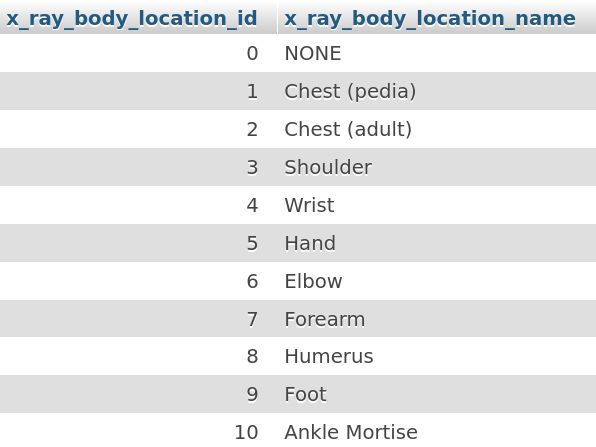 x_ray_body_location_id x_ray_body_location_name
0 NONE
1 Chest (pedia)
2 Chest (adult)
3 Shoulder
4 Wrist
5 Hand
6 Elbow
7 Forearm
8 Humerus
9 Foot
10 Ankle Mortise